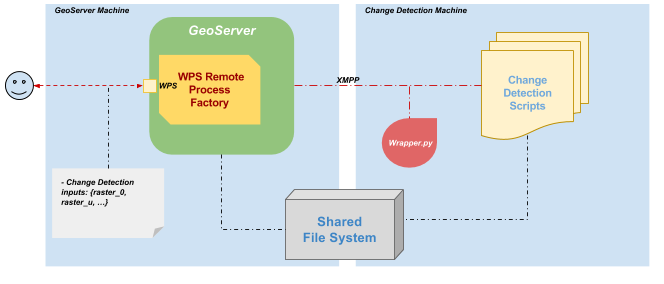 GeoServer Machine
Change Detection Machine
GeoServer
WPS Remote
Process
Factory
WPS
XMPP
Change
Detection
Scripts
Wrapper.py
- Change Detection
inputs: {raster_0,
raster_u, ...}
Shared
File System